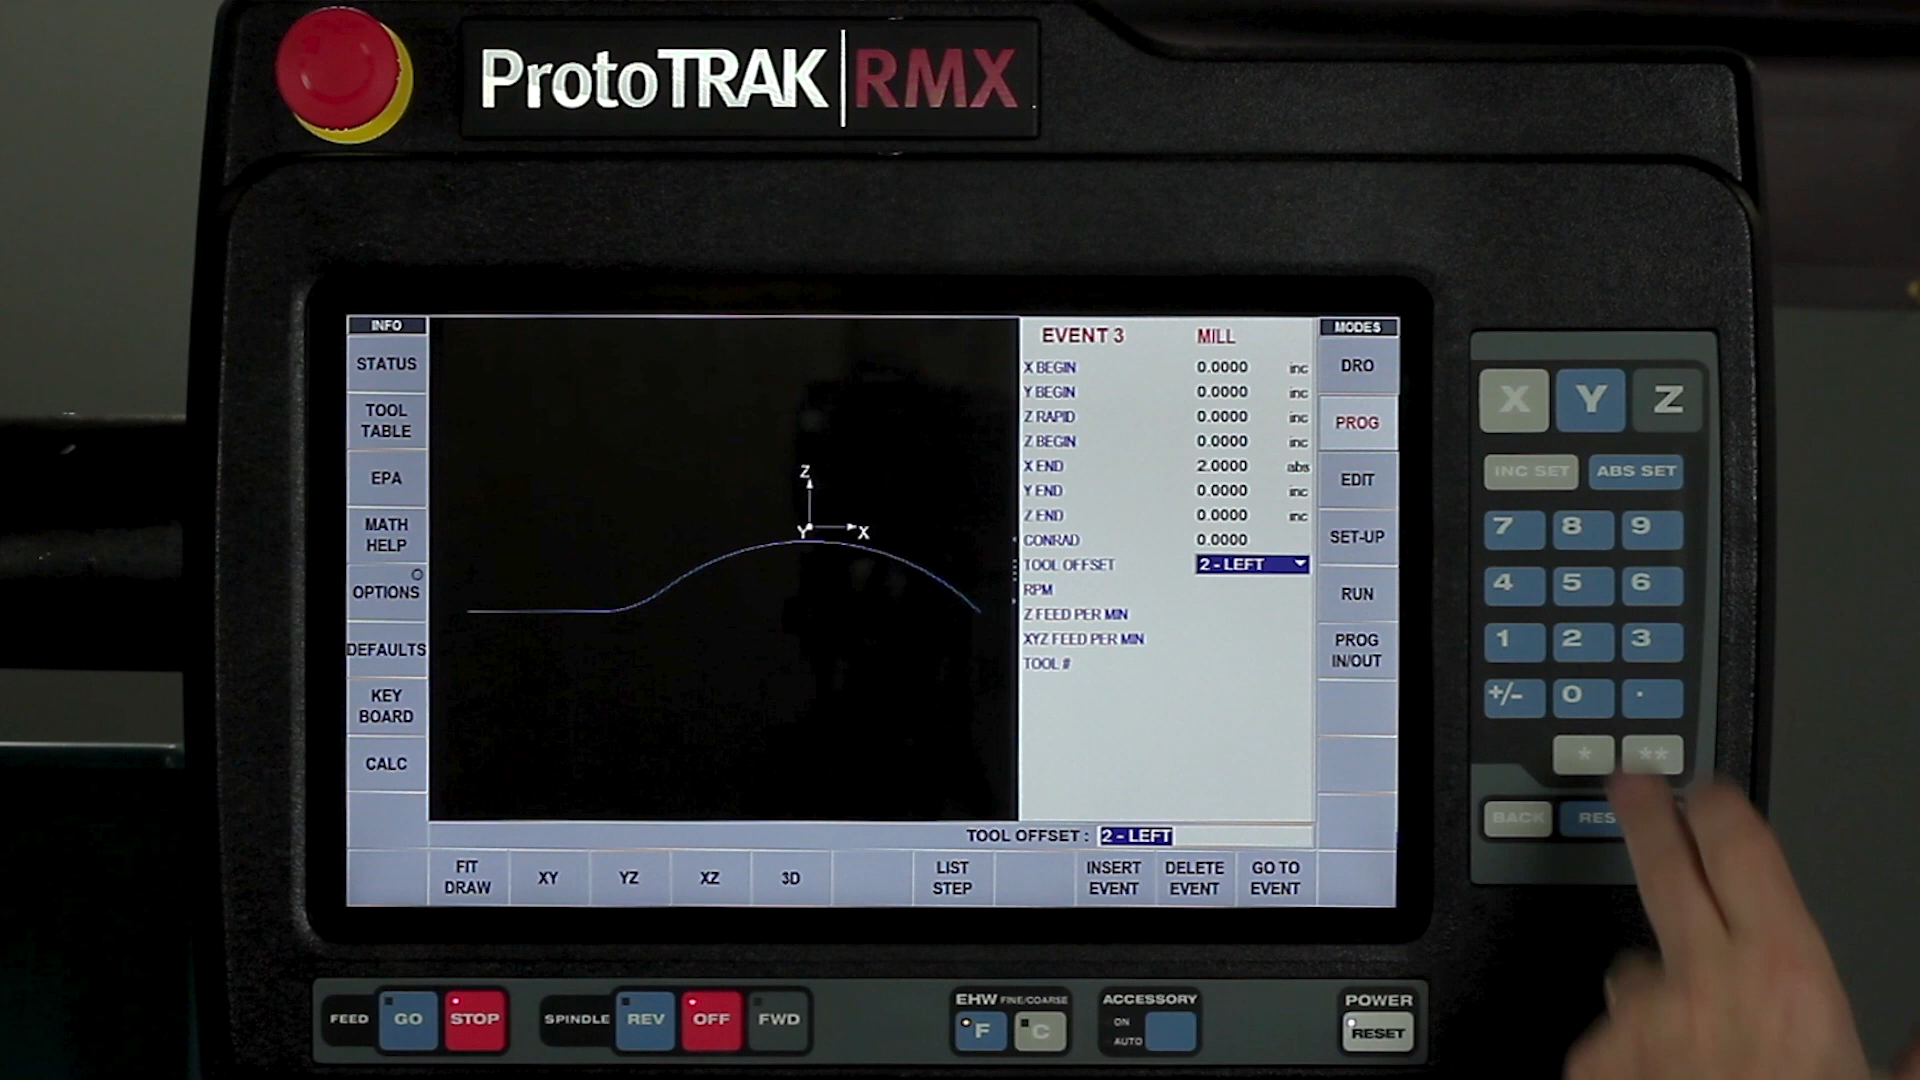 ProtoTRAK RMX
INFO
STATUS
TOOL
TABLE
EPA
MATH
HELP
OPTIONS
DEFAULTS
KEY
BOARD
CALC
Z
Y X
EVENT 3 MILL
X BEGIN 0.0000 inc
Y BEGIN 0.0000 inc
Z RAPID 0.0000 inc
Z BEGIN 0.0000 inc
X END 2.0000 abs
Y END 0.0000 inc
Z END 0.0000 inc
CONRAD 0.0000
TOOL OFFSET 2 - LEFT
RPM
Z FEED PER MIN
XYZ FEED PER MIN
TOOL #
TOOL OFFSET : 2 - LEFT
MODES
DRO
PROG
EDIT
SET-UP
RUN
PROG
IN/OUT
FIT
DRAW
XY
YZ
XZ
3D
LIST
STEP
INSERT
EVENT
DELETE
EVENT
GO TO
EVENT
X Y Z
INC SET ABS SET
7 8 9
4 5 6
1 2 3
+/- 0 .
* **
BACK RES
FEED GO STOP
SPINDLE REV OFF FWD
EHW FINE/COARSE
F C
ACCESSORY
ON
AUTO
POWER
RESET